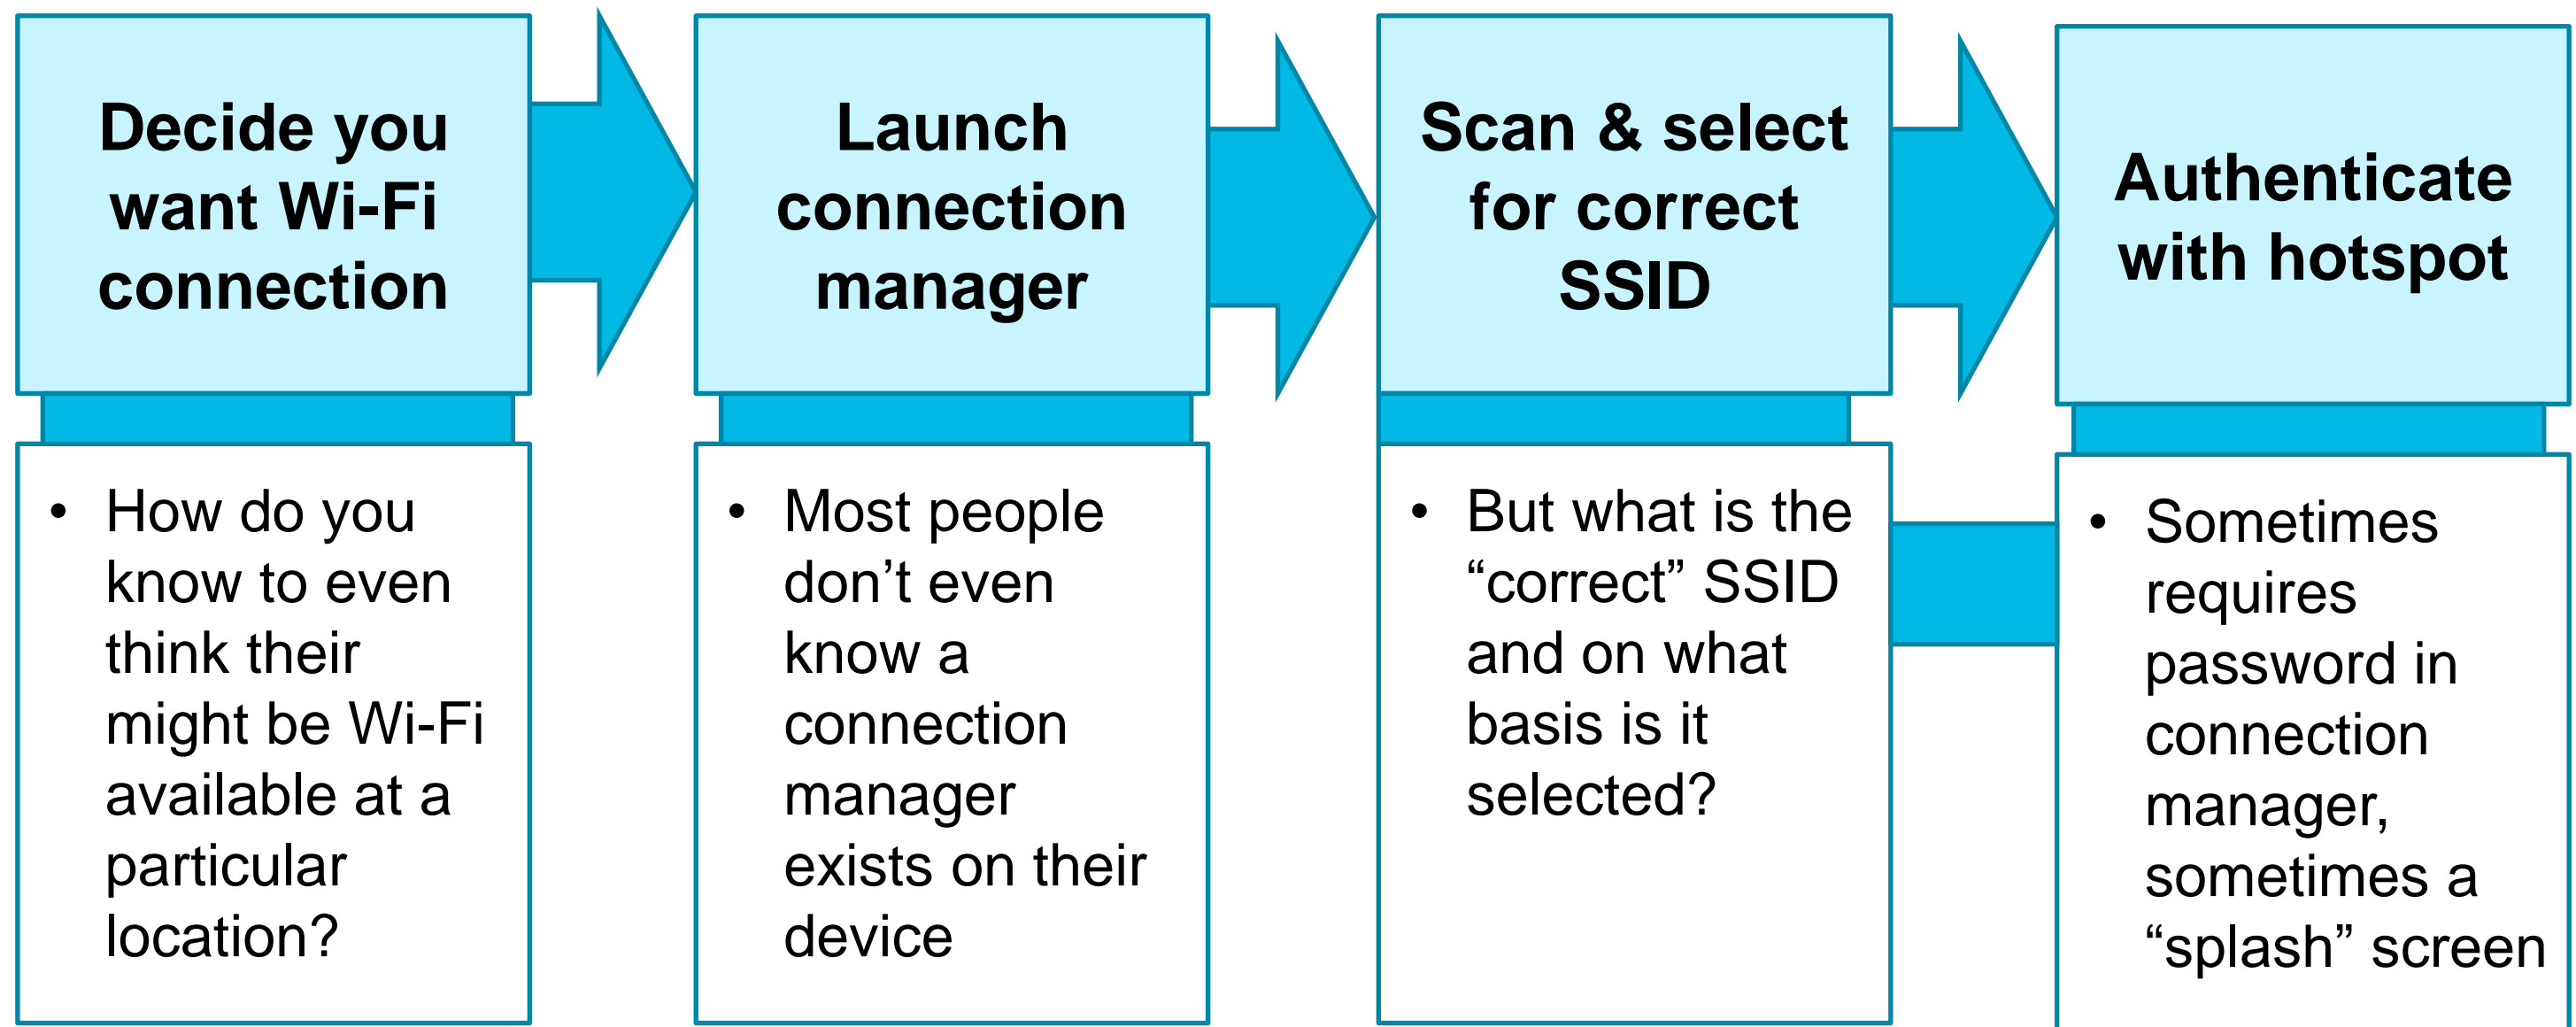 Decide you
want Wi-Fi
connection
Launch
connection
manager
Scan & select
for correct
SSID
Authenticate
with hotspot
• How do you
know to even
think their
might be Wi-Fi
available at a
particular
location?
• Most people
don’t even
know a
connection
manager
exists on their
device
• But what is the
“correct” SSID
and on what
basis is it
selected?
• Sometimes
requires
password in
connection
manager,
sometimes a
“splash” screen